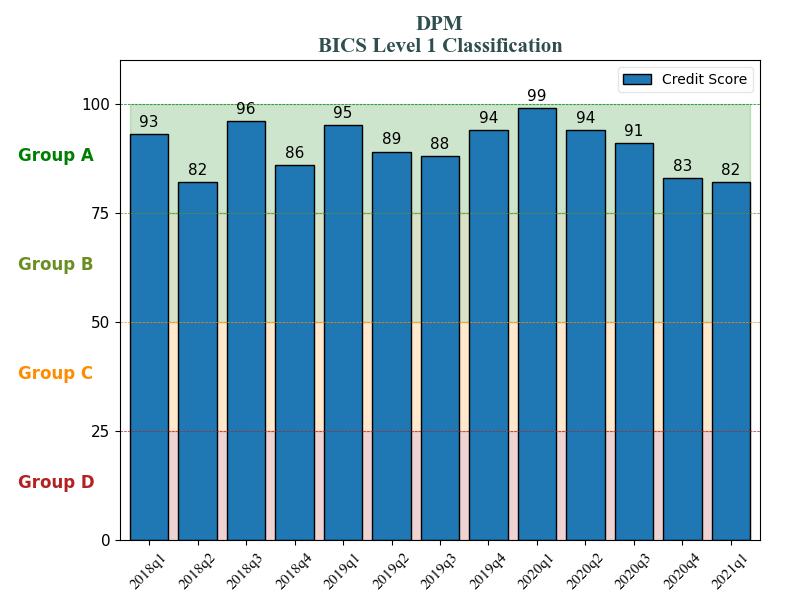 DPM
BICS Level 1 Classification
Credit Score
100
75
50
25
0
Group A
Group B
Group C
Group D
93
82
96
86
95
89
88
94
99
94
91
83
82
2018q1
2018q2
2018q3
2018q4
2019q1
2019q2
2019q3
2019q4
2020q1
2020q2
2020q3
2020q4
2021q1